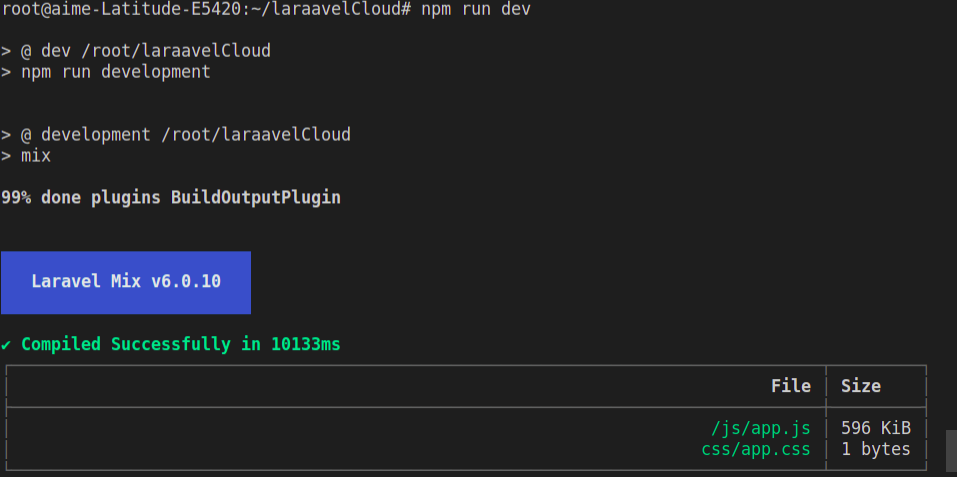 root@aime-Latitude-E5420:~/laraavelCloud# npm run dev
> @ dev /root/laraavelCloud
> npm run development
> @ development /root/laraavelCloud
> mix
99% done plugins BuildOutputPlugin
Laravel Mix v6.0.10
✔ Compiled Successfully in 10133ms
File Size
/js/app.js 596 KiB
css/app.css 1 bytes